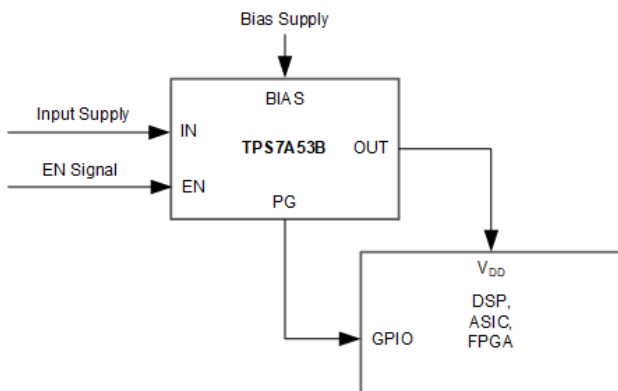 Bias Supply
BIAS
Input Supply
IN
TPS7A53B
OUT
EN Signal
EN
PG
VDD
DSP,
ASIC,
GPIO
FPGA